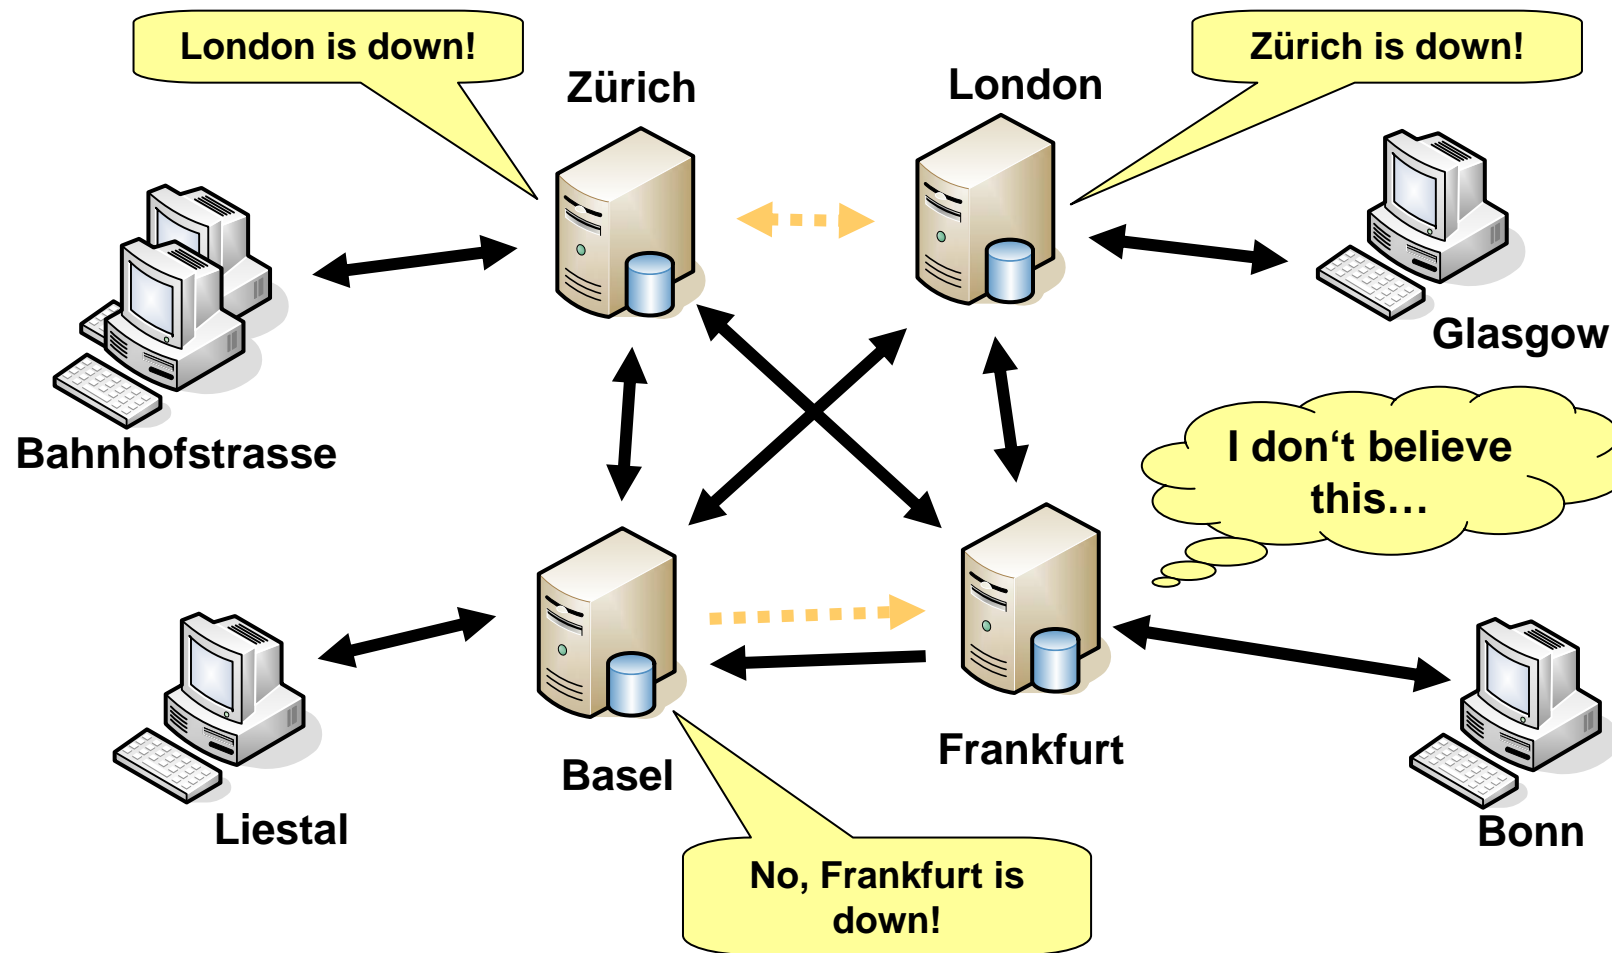 London is down!
Zürich is down!
Zürich
London
Glasgow
Bahnhofstrasse
I don‘t believe
this…
Basel
Frankfurt
Liestal
Bonn
No, Frankfurt is
down!